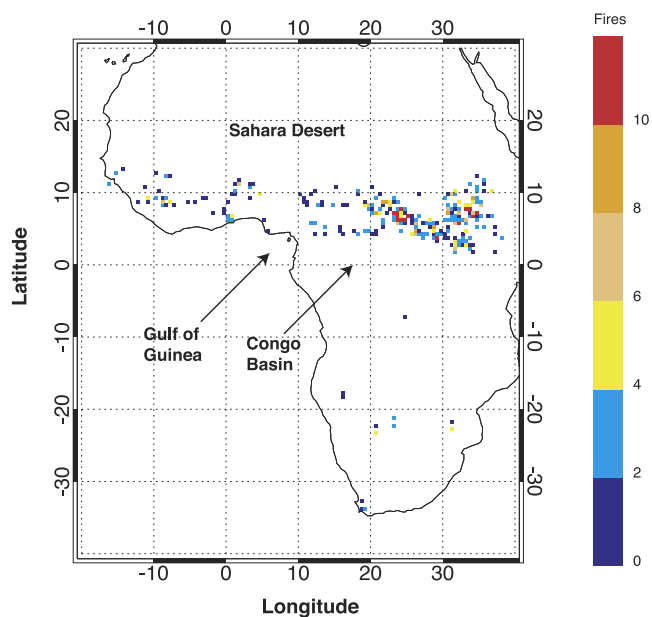 Fires
-10 0 10 20 30 40
20 20
10 10
0 0
-10 -10
-20 -20
-30 -30
-10 0 10 20 30 40
Sahara Desert
Gulf of
Guinea
Congo
Basin
Latitude
Longitude
10
8
6
4
2
0